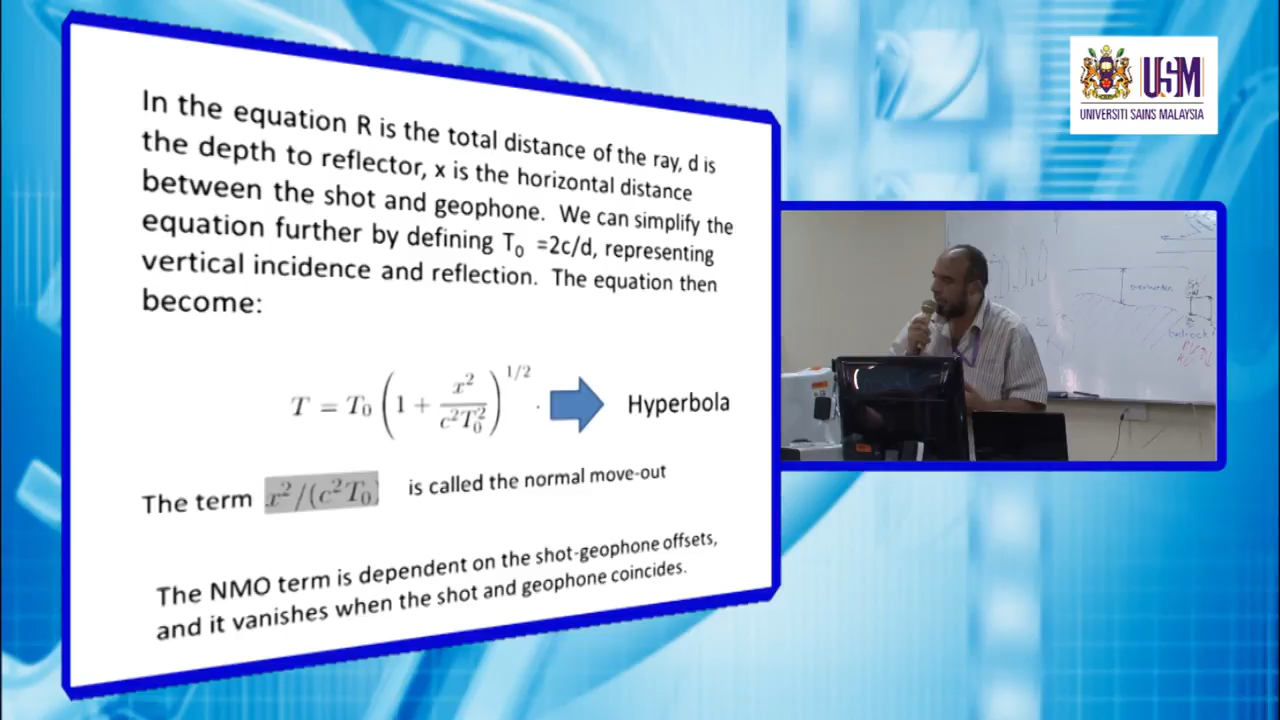 In the equation R is the total distance of the ray, d is
the depth to reflector, x is the horizontal distance
between the shot and geophone. We can simplify the
equation further by defining T₀ =2c/d, representing
vertical incidence and reflection. The equation then
become:
T = T₀ (1 + x²/(c²T₀²))^{1/2} .
Hyperbola
The term x²/(c²T₀) is called the normal move-out
The NMO term is dependent on the shot-geophone offsets,
and it vanishes when the shot and geophone coincides.
USM
UNIVERSITI SAINS MALAYSIA
overburden
bedrock